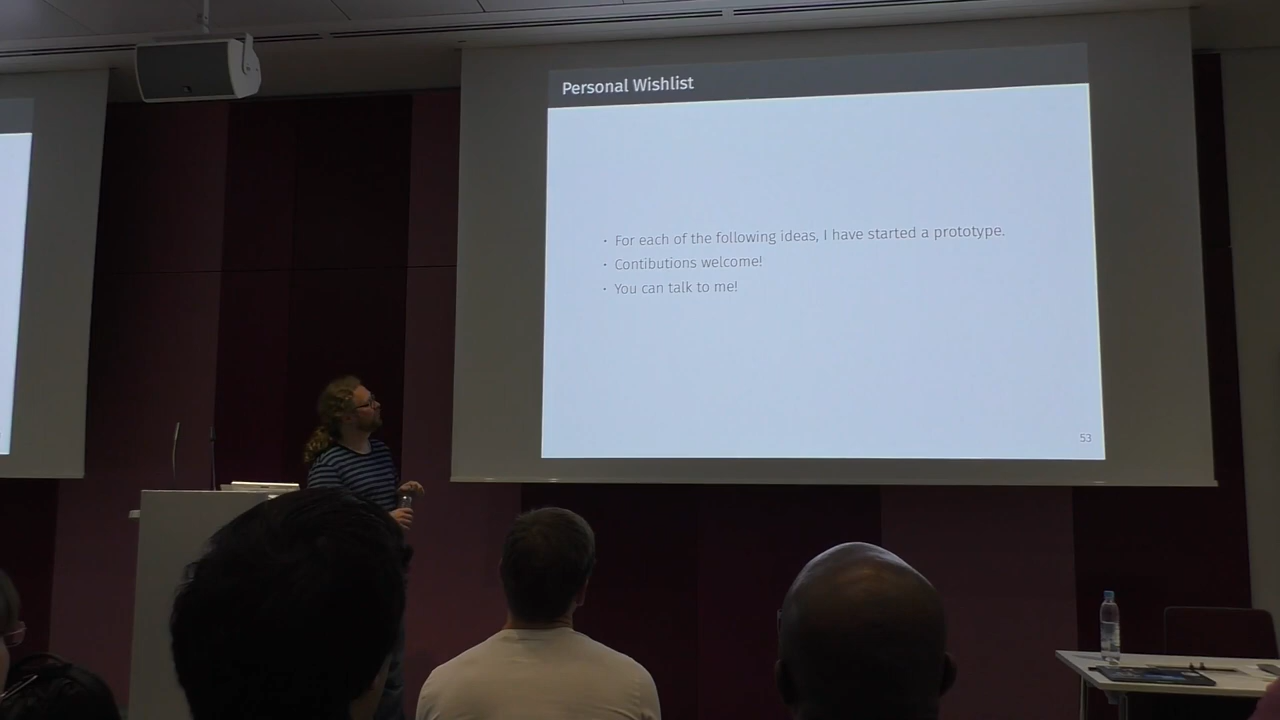 Personal Wishlist
· For each of the following ideas, I have started a prototype.
· Contibutions welcome!
· You can talk to me!
53